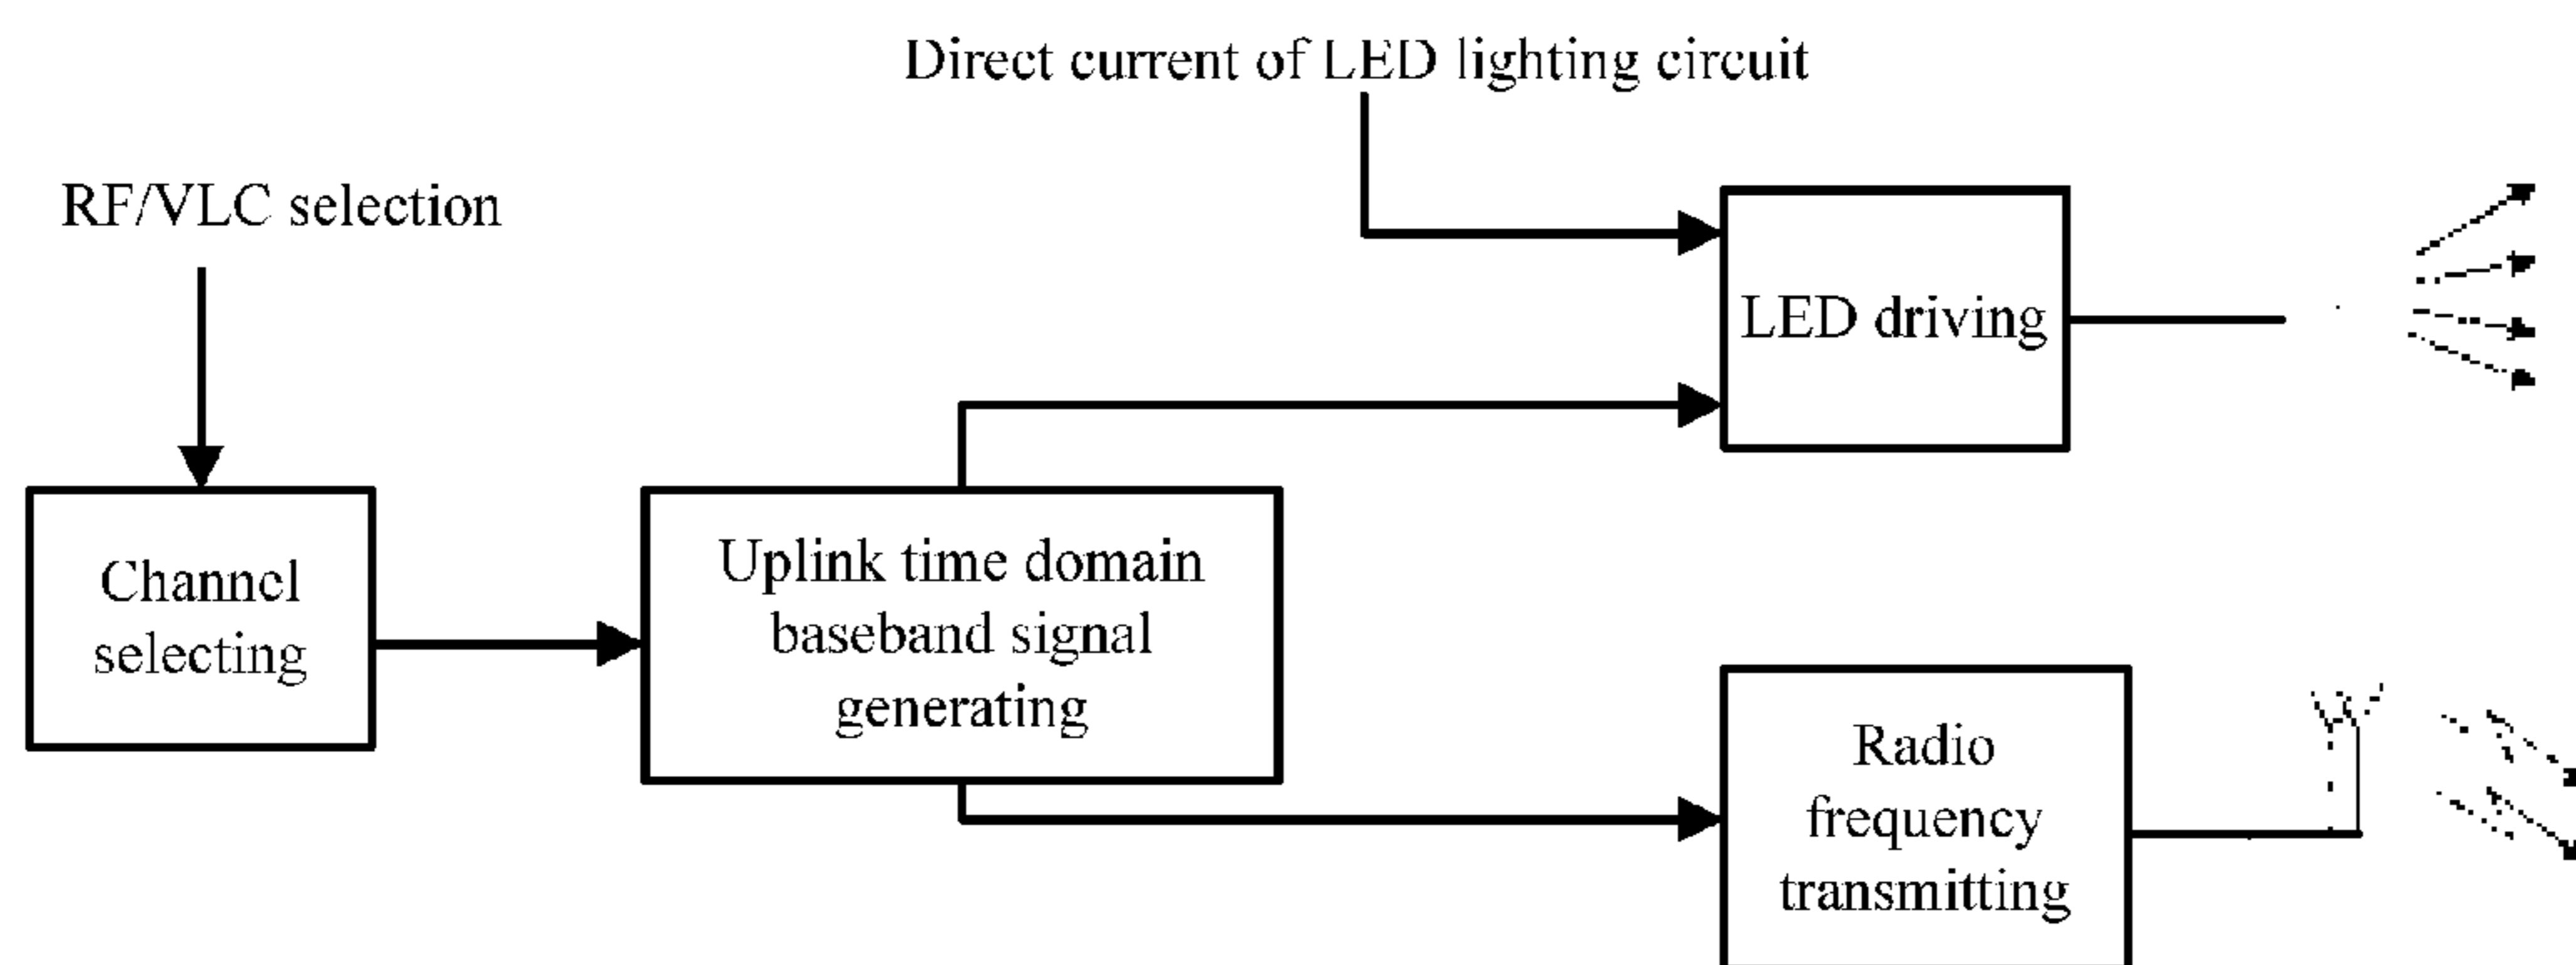 Direct current of LED lighting circuit
RF/VLC selection
LED driving
Channel
selecting
Uplink time domain
baseband signal
generating
Radio
frequency
transmitting